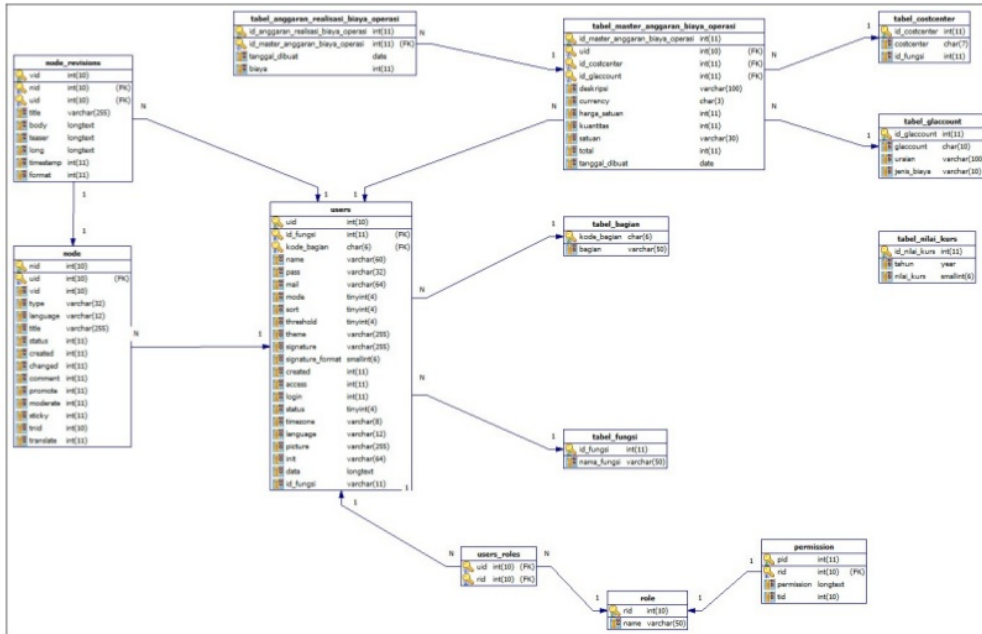 tabel_anggaran_realisasi_biaya_operasi
id_anggaran_realisasi_biaya_operasi int(11)
id_master_anggaran_biaya_operasi int(11) (FK)
tanggal_dibuat date
biaya int(11)
N
1
tabel_master_anggaran_biaya_operasi
id_master_anggaran_biaya_operasi int(11)
uid int(10) (FK)
id_costcenter int(11) (FK)
id_glaccount int(11) (FK)
deskripsi varchar(100)
currency char(3)
harga_satuan int(11)
kuantitas int(11)
satuan varchar(30)
total int(11)
tanggal_dibuat date
N
1
N
1
N
1
tabel_costcenter
id_costcenter int(11)
costcenter char(7)
id_fungsi int(11)
tabel_glaccount
id_glaccount int(11)
glaccount char(10)
uraian varchar(100)
jenis_biaya varchar(10)
tabel_nilai_kurs
id_nilai_kurs int(11)
tahun year
nilai_kurs smallint(6)
node_revisions
vid int(10)
nid int(10) (FK)
uid int(10) (FK)
title varchar(255)
body longtext
teaser longtext
long longtext
timestamp int(11)
format int(11)
N
1
1
1
node
nid int(10)
uid int(10) (FK)
vid int(10)
type varchar(32)
language varchar(12)
title varchar(255)
status int(11)
created int(11)
changed int(11)
comment int(11)
promote int(11)
moderate int(11)
sticky int(11)
tnid int(10)
translate int(11)
N
1
users
uid int(10)
id_fungsi int(11) (FK)
kode_bagian char(6) (FK)
name varchar(60)
pass varchar(32)
mail varchar(64)
mode tinyint(4)
sort tinyint(4)
threshold tinyint(4)
theme varchar(255)
signature varchar(255)
signature_format smallint(6)
created int(11)
access int(11)
login int(11)
status tinyint(4)
timezone varchar(8)
language varchar(12)
picture varchar(255)
init varchar(64)
data longtext
id_fungsi varchar(11)
1
N
1
N
1
tabel_bagian
kode_bagian char(6)
bagian varchar(50)
tabel_fungsi
id_fungsi int(11)
nama_fungsi varchar(50)
1
N
users_roles
uid int(10) (FK)
rid int(10) (FK)
N
1
role
rid int(10)
name varchar(50)
1
1
permission
pid int(11)
rid int(10) (FK)
permission longtext
tid int(10)